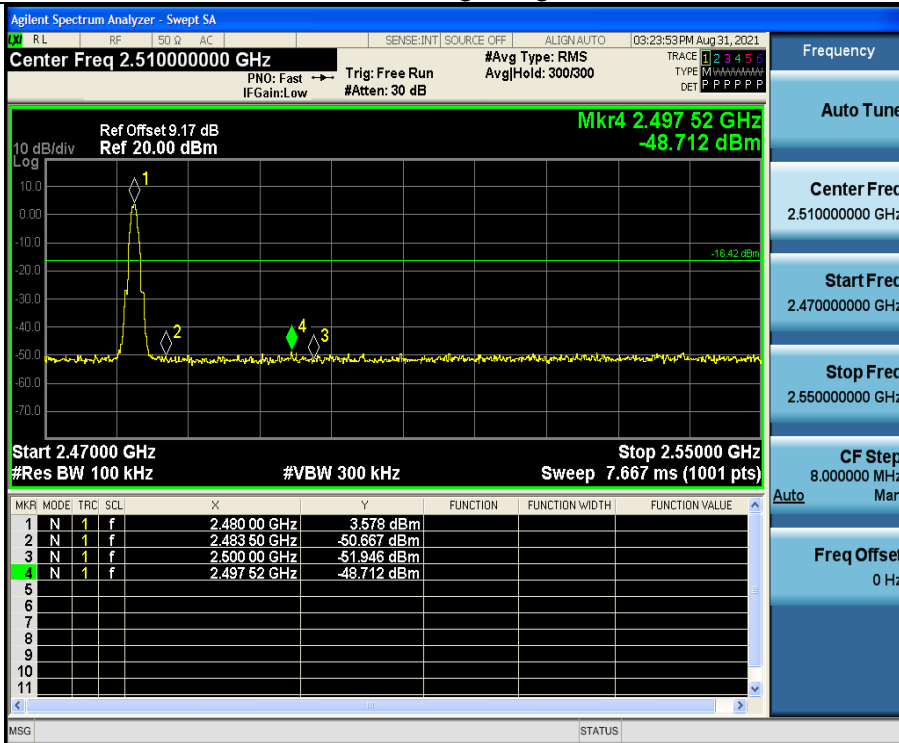 Agilent Spectrum Analyzer - Swept SA
LXI RL RF 50 Ω AC SENSE:INT SOURCE OFF ALIGNAUTO 03:23:53 PM Aug 31, 2021
Center Freq 2.510000000 GHz #Avg Type: RMS TRACE 1 2 3 4 5 6
PNO: Fast Trig: Free Run Avg|Hold: 300/300 TYPE M
IFGain:Low #Atten: 30 dB DET P P P P P P
Mkr4 2.497 52 GHz
Ref Offset 9.17 dB
10 dB/div Ref 20.00 dBm -48.712 dBm
Log
10.0
0.00
-10.0
-20.0
-30.0
-40.0
-50.0
-60.0
-70.0
1
-16.42 dBm
2
4
3
Start 2.47000 GHz Stop 2.55000 GHz
#Res BW 100 kHz #VBW 300 kHz Sweep 7.667 ms (1001 pts)
MKR MODE TRC SCL X Y FUNCTION FUNCTION WIDTH FUNCTION VALUE
1 N 1 f 2.480 00 GHz 3.578 dBm
2 N 1 f 2.483 50 GHz -50.667 dBm
3 N 1 f 2.500 00 GHz -51.946 dBm
4 N 1 f 2.497 52 GHz -48.712 dBm
5
6
7
8
9
10
11
MSG STATUS
Frequency
Auto Tune
Center Freq
2.510000000 GHz
Start Freq
2.470000000 GHz
Stop Freq
2.550000000 GHz
CF Step
8.000000 MHz
Auto Man
Freq Offset
0 Hz